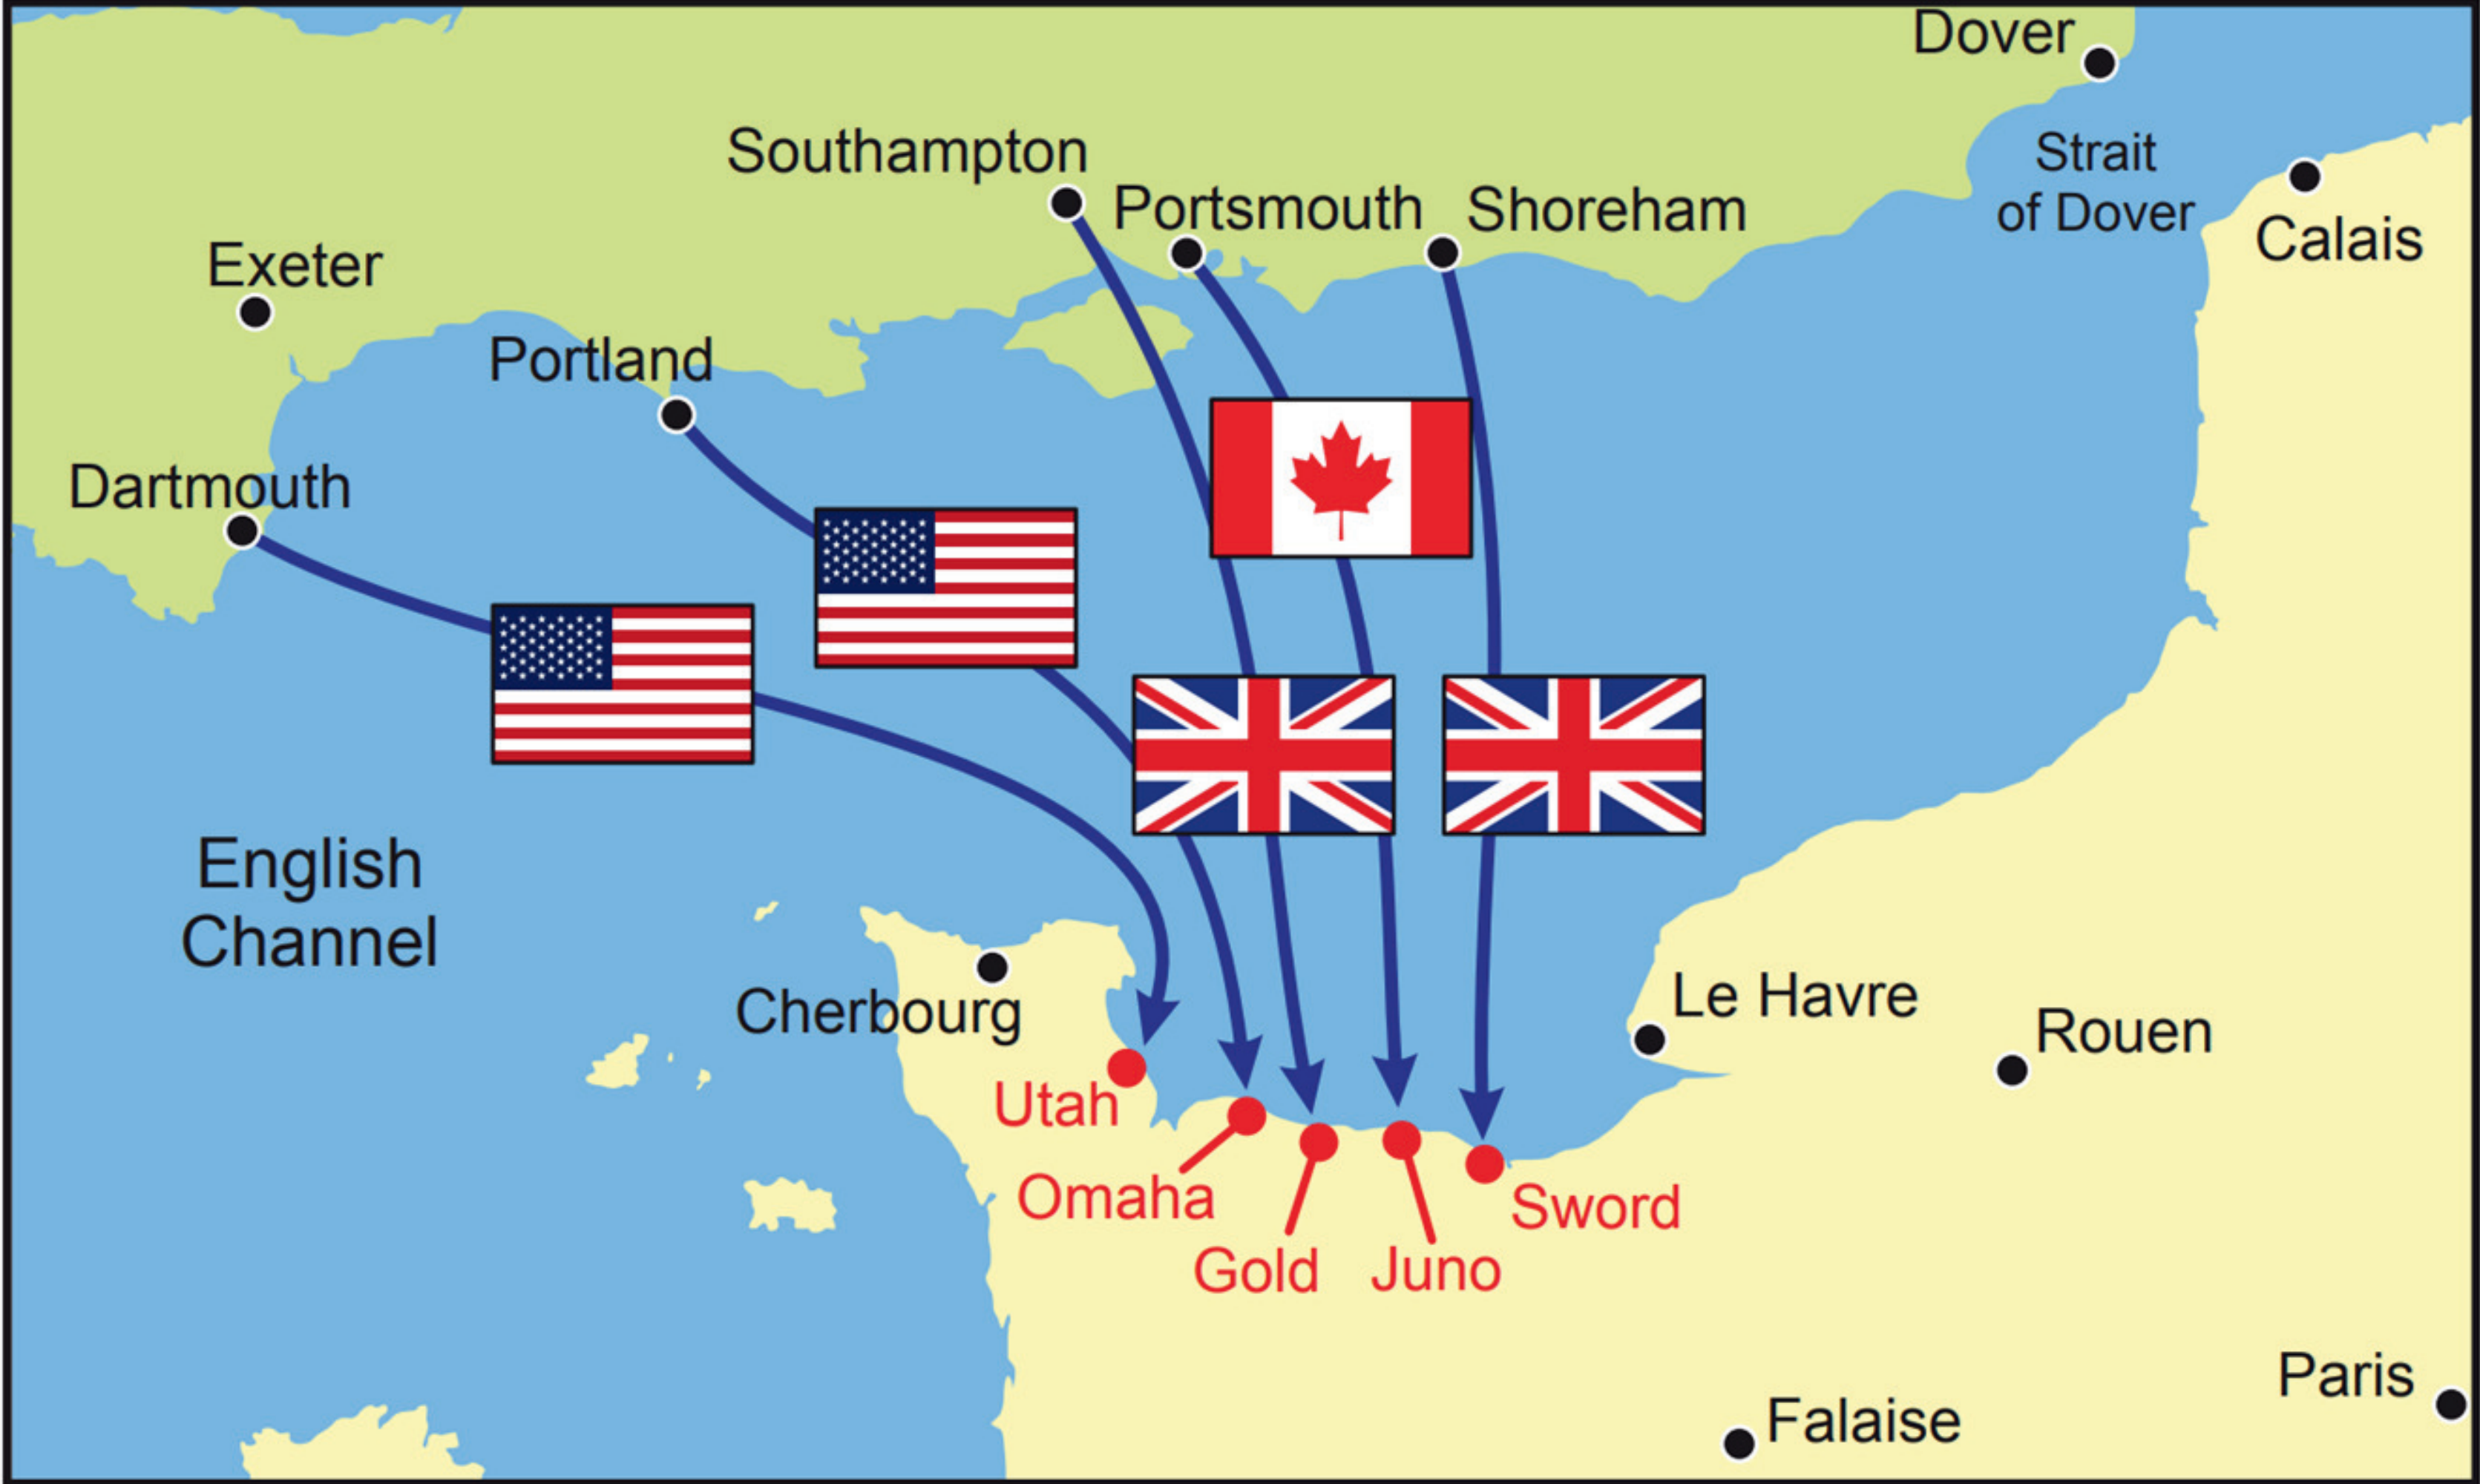 Dover
Southampton
Strait
of Dover
Portsmouth
Shoreham
Calais
Exeter
Portland
Dartmouth
English
Channel
Cherbourg
Le Havre
Rouen
Utah
Omaha
Sword
Gold
Juno
Paris
Falaise